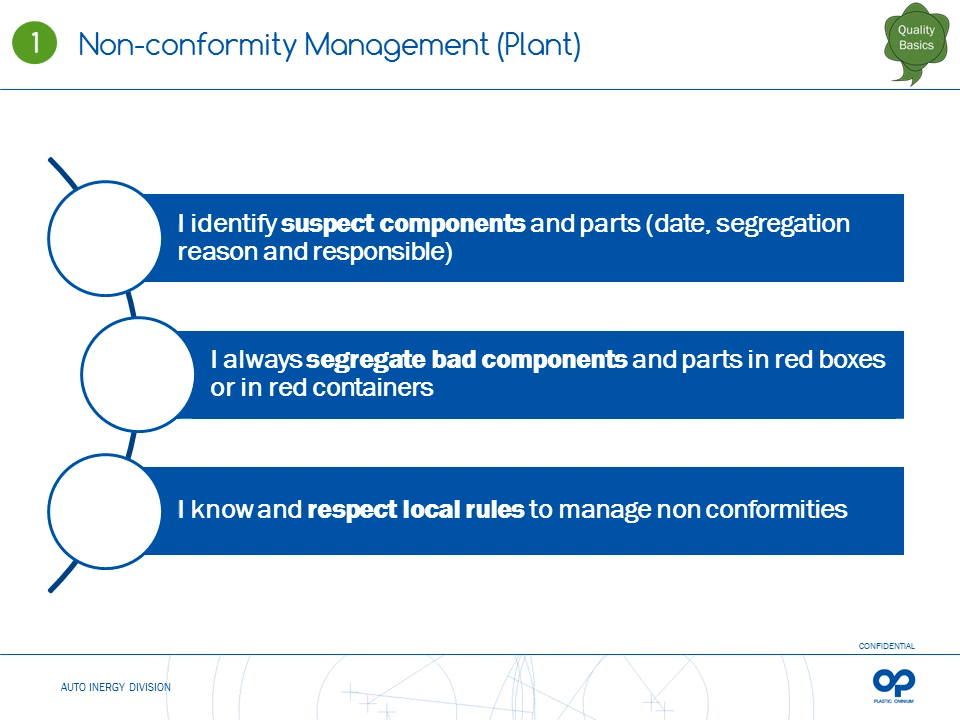 1
Non-conformity Management (Plant)
Quality
Basics
I identify suspect components and parts (date, segregation
reason and responsible)
I always segregate bad components and parts in red boxes
or in red containers
I know and respect local rules to manage non conformities
CONFIDENTIAL
AUTO INERGY DIVISION
PLASTIC OMNIUM